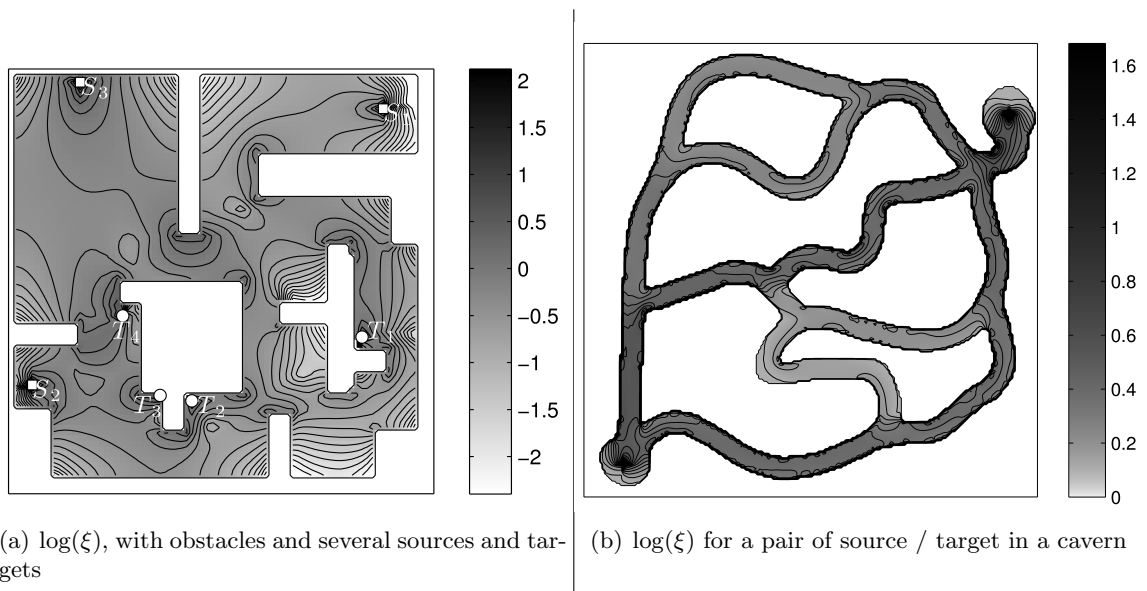 S₃
S₁
T₄
T₁
S₂
T₃
T₂
2
1.5
1
0.5
0
−0.5
−1
−1.5
−2
1.6
1.4
1.2
1
0.8
0.6
0.4
0.2
0
(a) log(ξ), with obstacles and several sources and tar-
gets
(b) log(ξ) for a pair of source / target in a cavern